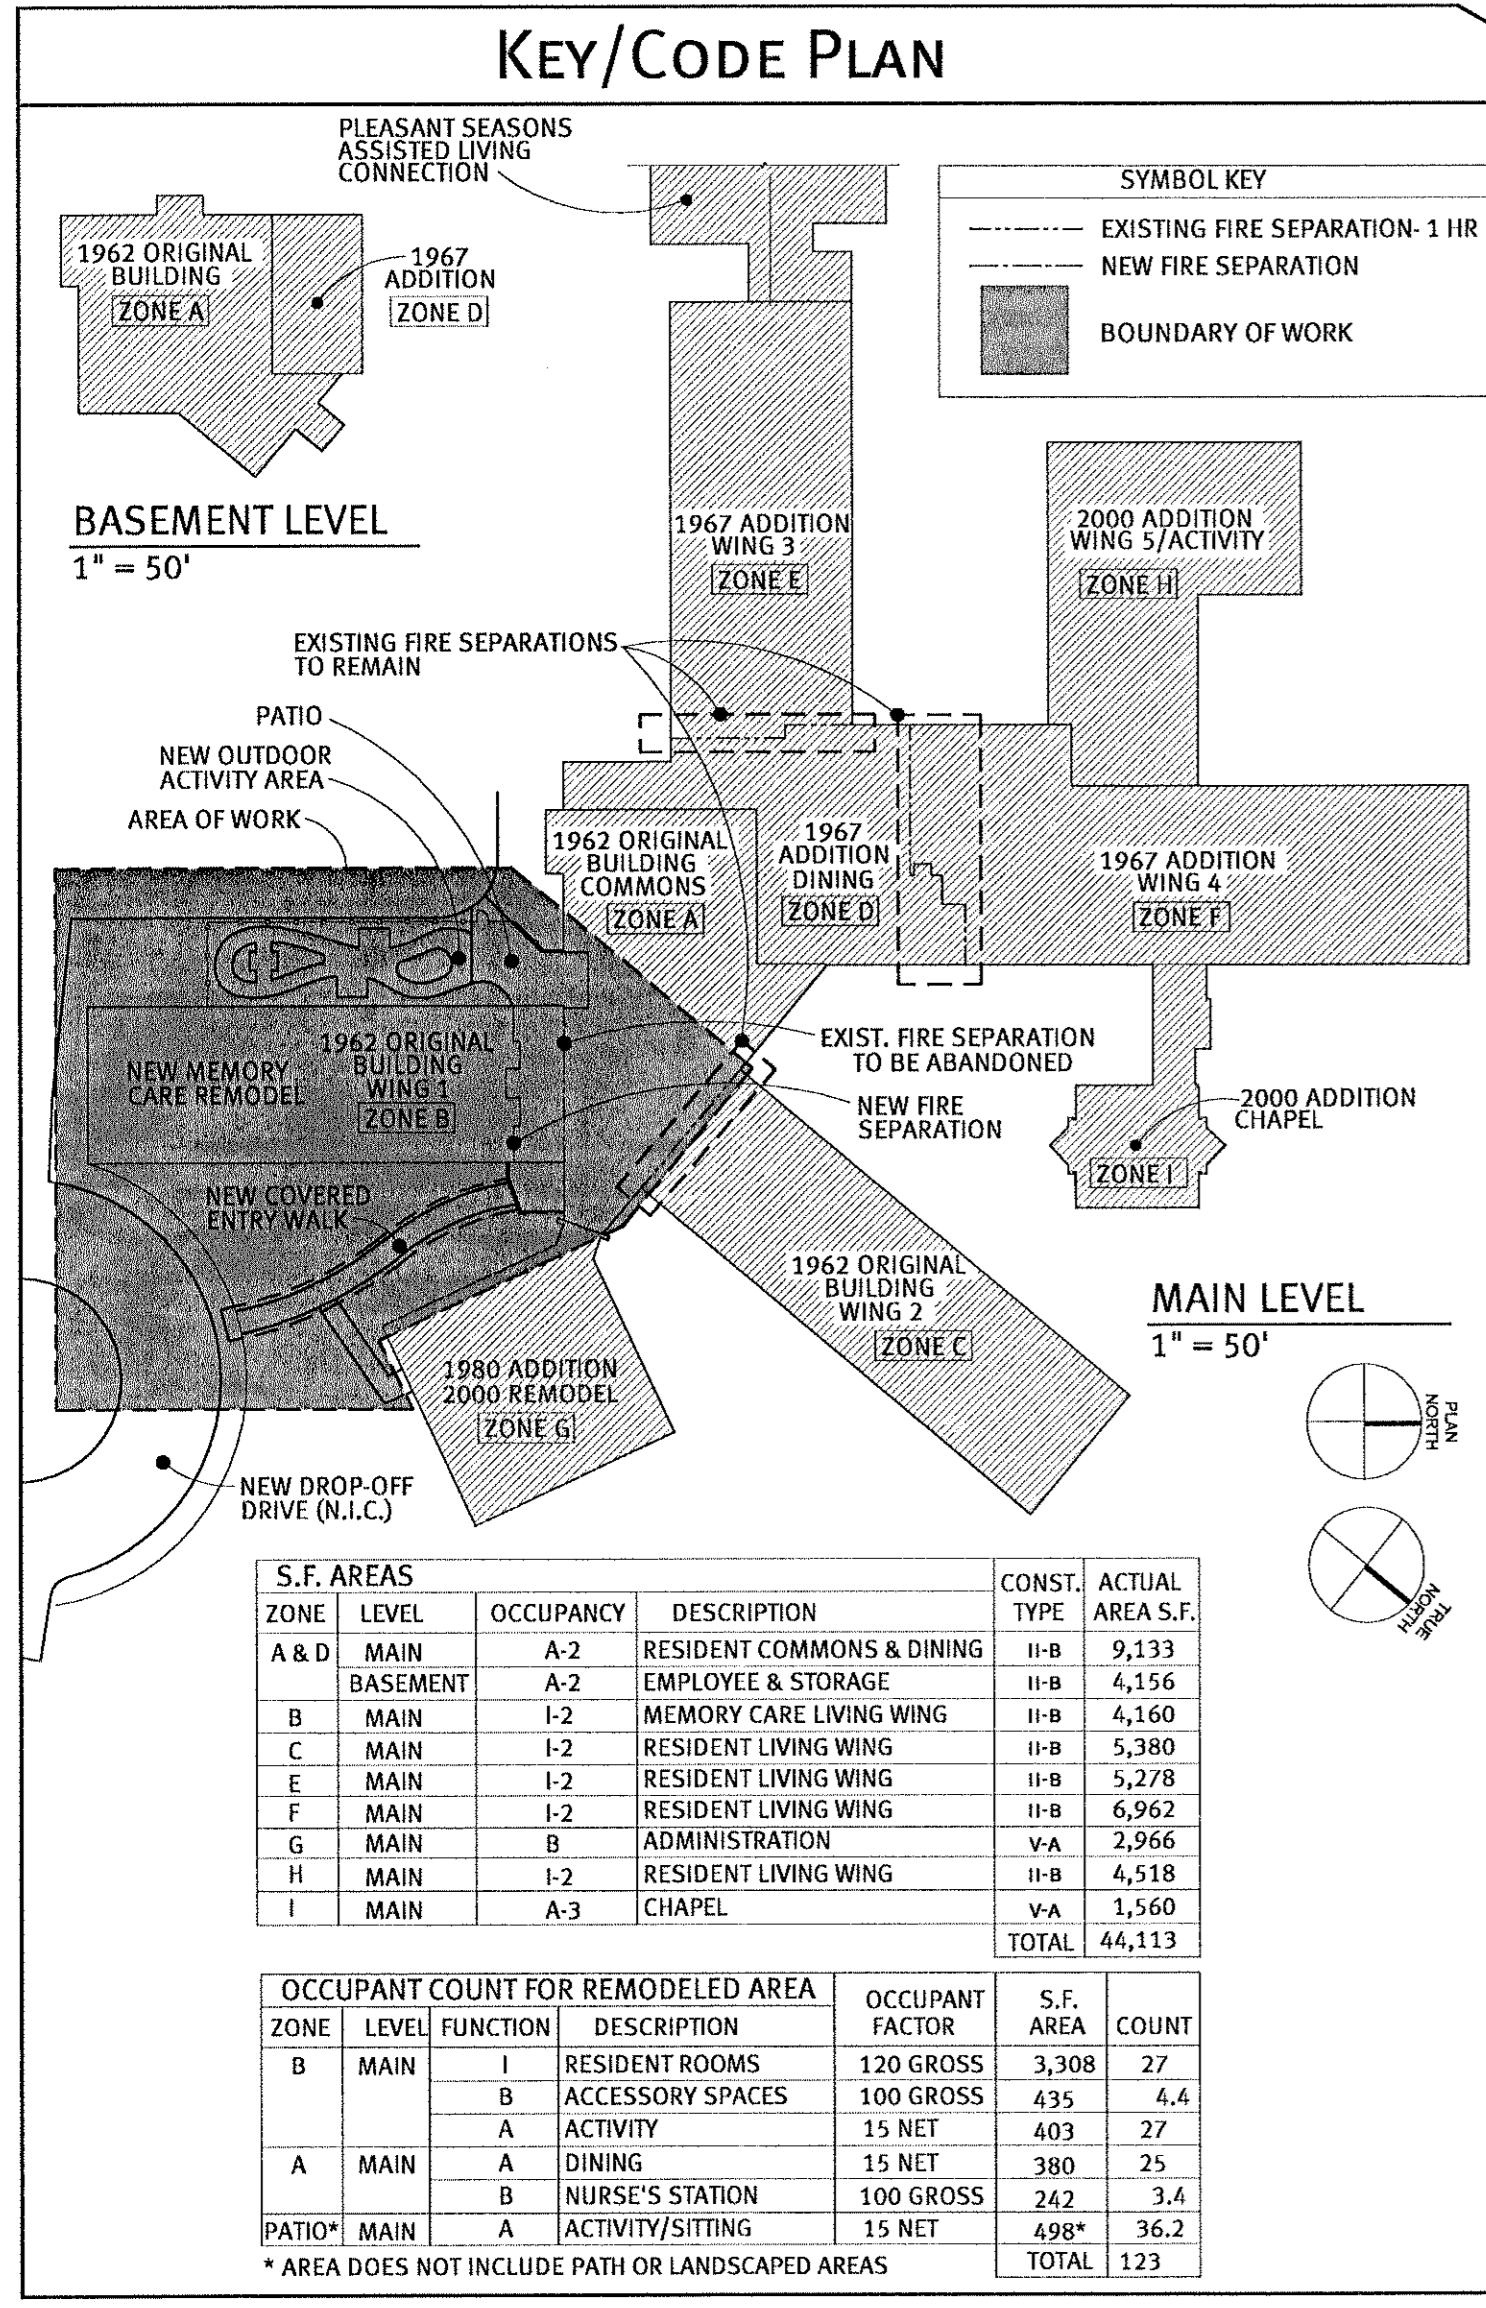 KEY/CODE PLAN
PLEASANT SEASONS
ASSISTED LIVING
CONNECTION
SYMBOL KEY
EXISTING FIRE SEPARATION- 1 HR
NEW FIRE SEPARATION
BOUNDARY OF WORK
1962 ORIGINAL
BUILDING
ZONE A
1967
ADDITION
ZONE D
BASEMENT LEVEL
1" = 50'
1967 ADDITION
WING 3
ZONE E
2000 ADDITION
WING 5/ACTIVITY
ZONE H
EXISTING FIRE SEPARATIONS
TO REMAIN
PATIO
NEW OUTDOOR
ACTIVITY AREA
AREA OF WORK
1962 ORIGINAL
BUILDING
COMMONS
ZONE A
1967
ADDITION
DINING
ZONE D
1967 ADDITION
WING 4
ZONE F
NEW MEMORY
CARE REMODEL
1962 ORIGINAL
BUILDING
WING 1
ZONE B
EXIST. FIRE SEPARATION
TO BE ABANDONED
NEW FIRE
SEPARATION
2000 ADDITION
CHAPEL
ZONE I
NEW COVERED
ENTRY WALK
1962 ORIGINAL
BUILDING
WING 2
ZONE C
MAIN LEVEL
1" = 50'
1980 ADDITION
2000 REMODEL
ZONE G
PLAN
NORTH
NEW DROP-OFF
DRIVE (N.I.C.)
TRUE
NORTH
S.F. AREAS
ZONE LEVEL OCCUPANCY DESCRIPTION CONST. TYPE ACTUAL AREA S.F.
A & D MAIN A-2 RESIDENT COMMONS & DINING II-B 9,133
BASEMENT A-2 EMPLOYEE & STORAGE II-B 4,156
B MAIN I-2 MEMORY CARE LIVING WING II-B 4,160
C MAIN I-2 RESIDENT LIVING WING II-B 5,380
E MAIN I-2 RESIDENT LIVING WING II-B 5,278
F MAIN I-2 RESIDENT LIVING WING II-B 6,962
G MAIN B ADMINISTRATION V-A 2,966
H MAIN I-2 RESIDENT LIVING WING II-B 4,518
I MAIN A-3 CHAPEL V-A 1,560
TOTAL 44,113
OCCUPANT COUNT FOR REMODELED AREA
ZONE LEVEL FUNCTION DESCRIPTION OCCUPANT FACTOR S.F. AREA COUNT
B MAIN I RESIDENT ROOMS 120 GROSS 3,308 27
B ACCESSORY SPACES 100 GROSS 435 4.4
A ACTIVITY 15 NET 403 27
A MAIN A DINING 15 NET 380 25
B NURSE'S STATION 100 GROSS 242 3.4
PATIO* MAIN A ACTIVITY/SITTING 15 NET 498* 36.2
* AREA DOES NOT INCLUDE PATH OR LANDSCAPED AREAS TOTAL 123